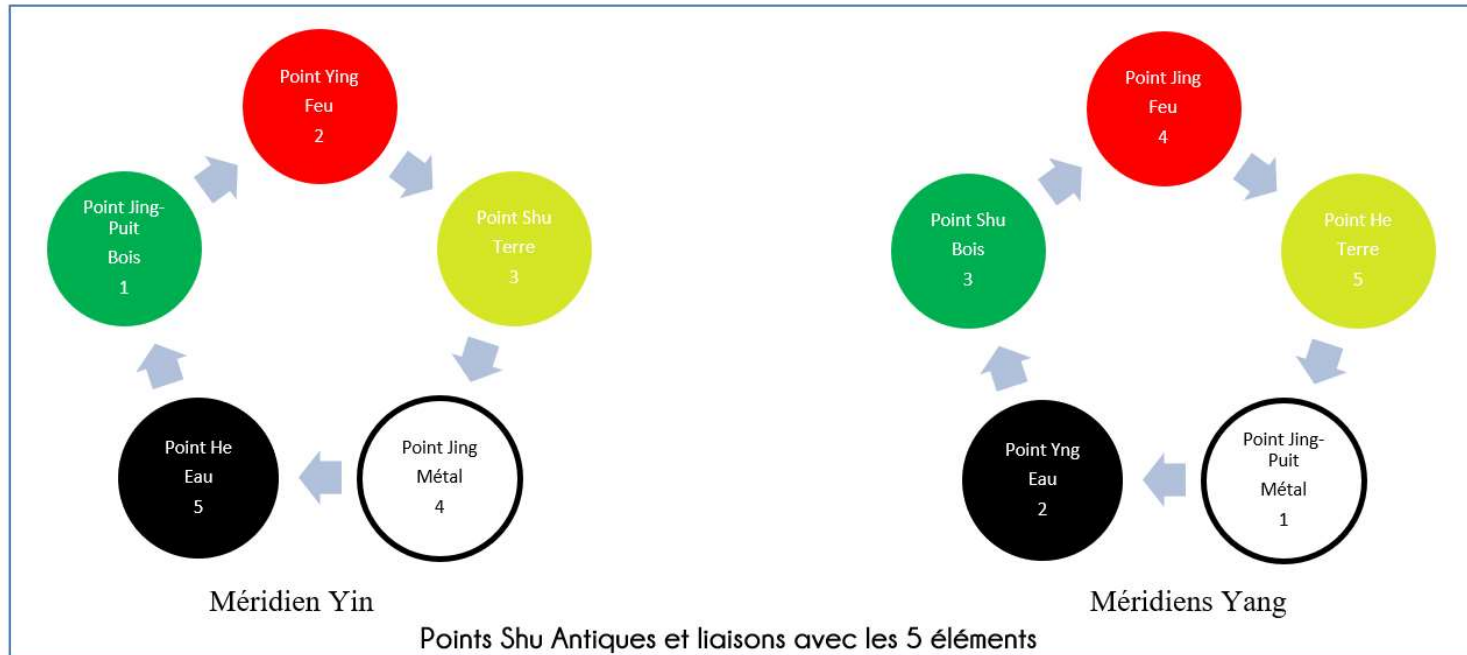 Point Ying
Feu
2
Point Jing-
Puit
Bois
1
Point Shu
Terre
3
Point He
Eau
5
Point Jing
Métal
4
Méridien Yin
Point Jing
Feu
4
Point Shu
Bois
3
Point He
Terre
5
Point Yng
Eau
2
Point Jing-
Puit
Métal
1
Méridiens Yang
Points Shu Antiques et liaisons avec les 5 éléments